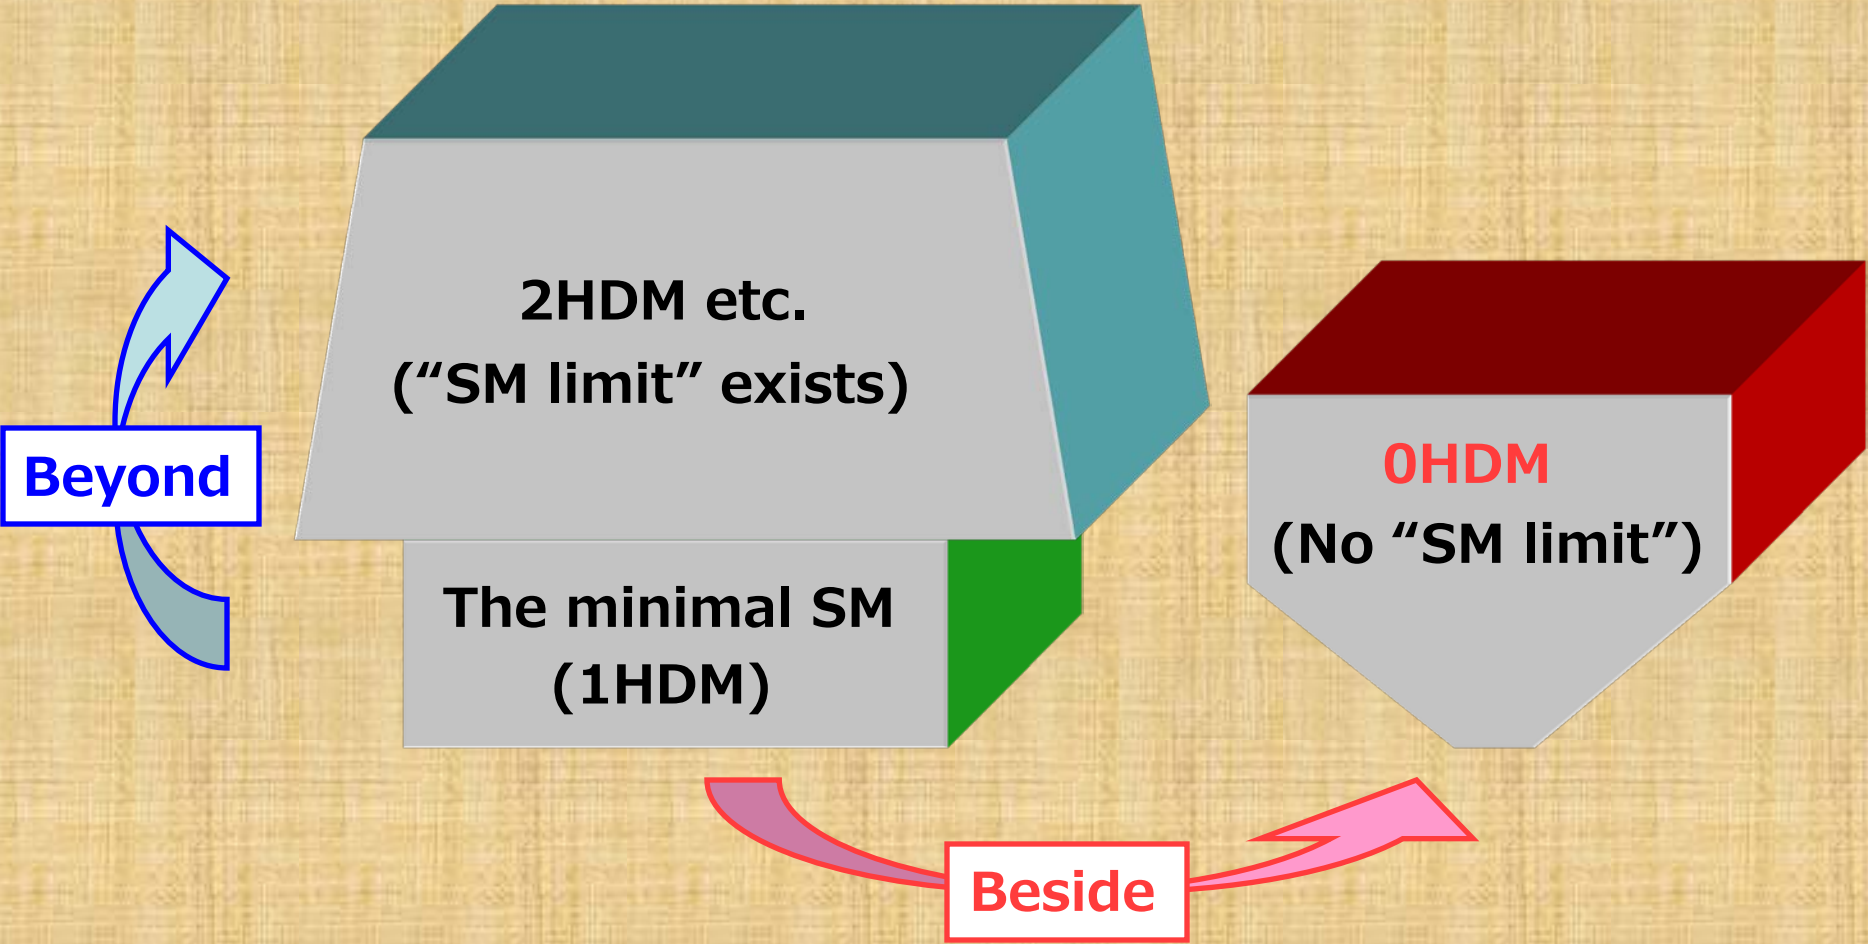 2HDM etc.
(“SM limit” exists)
Beyond
0HDM
(No “SM limit”)
The minimal SM
(1HDM)
Beside